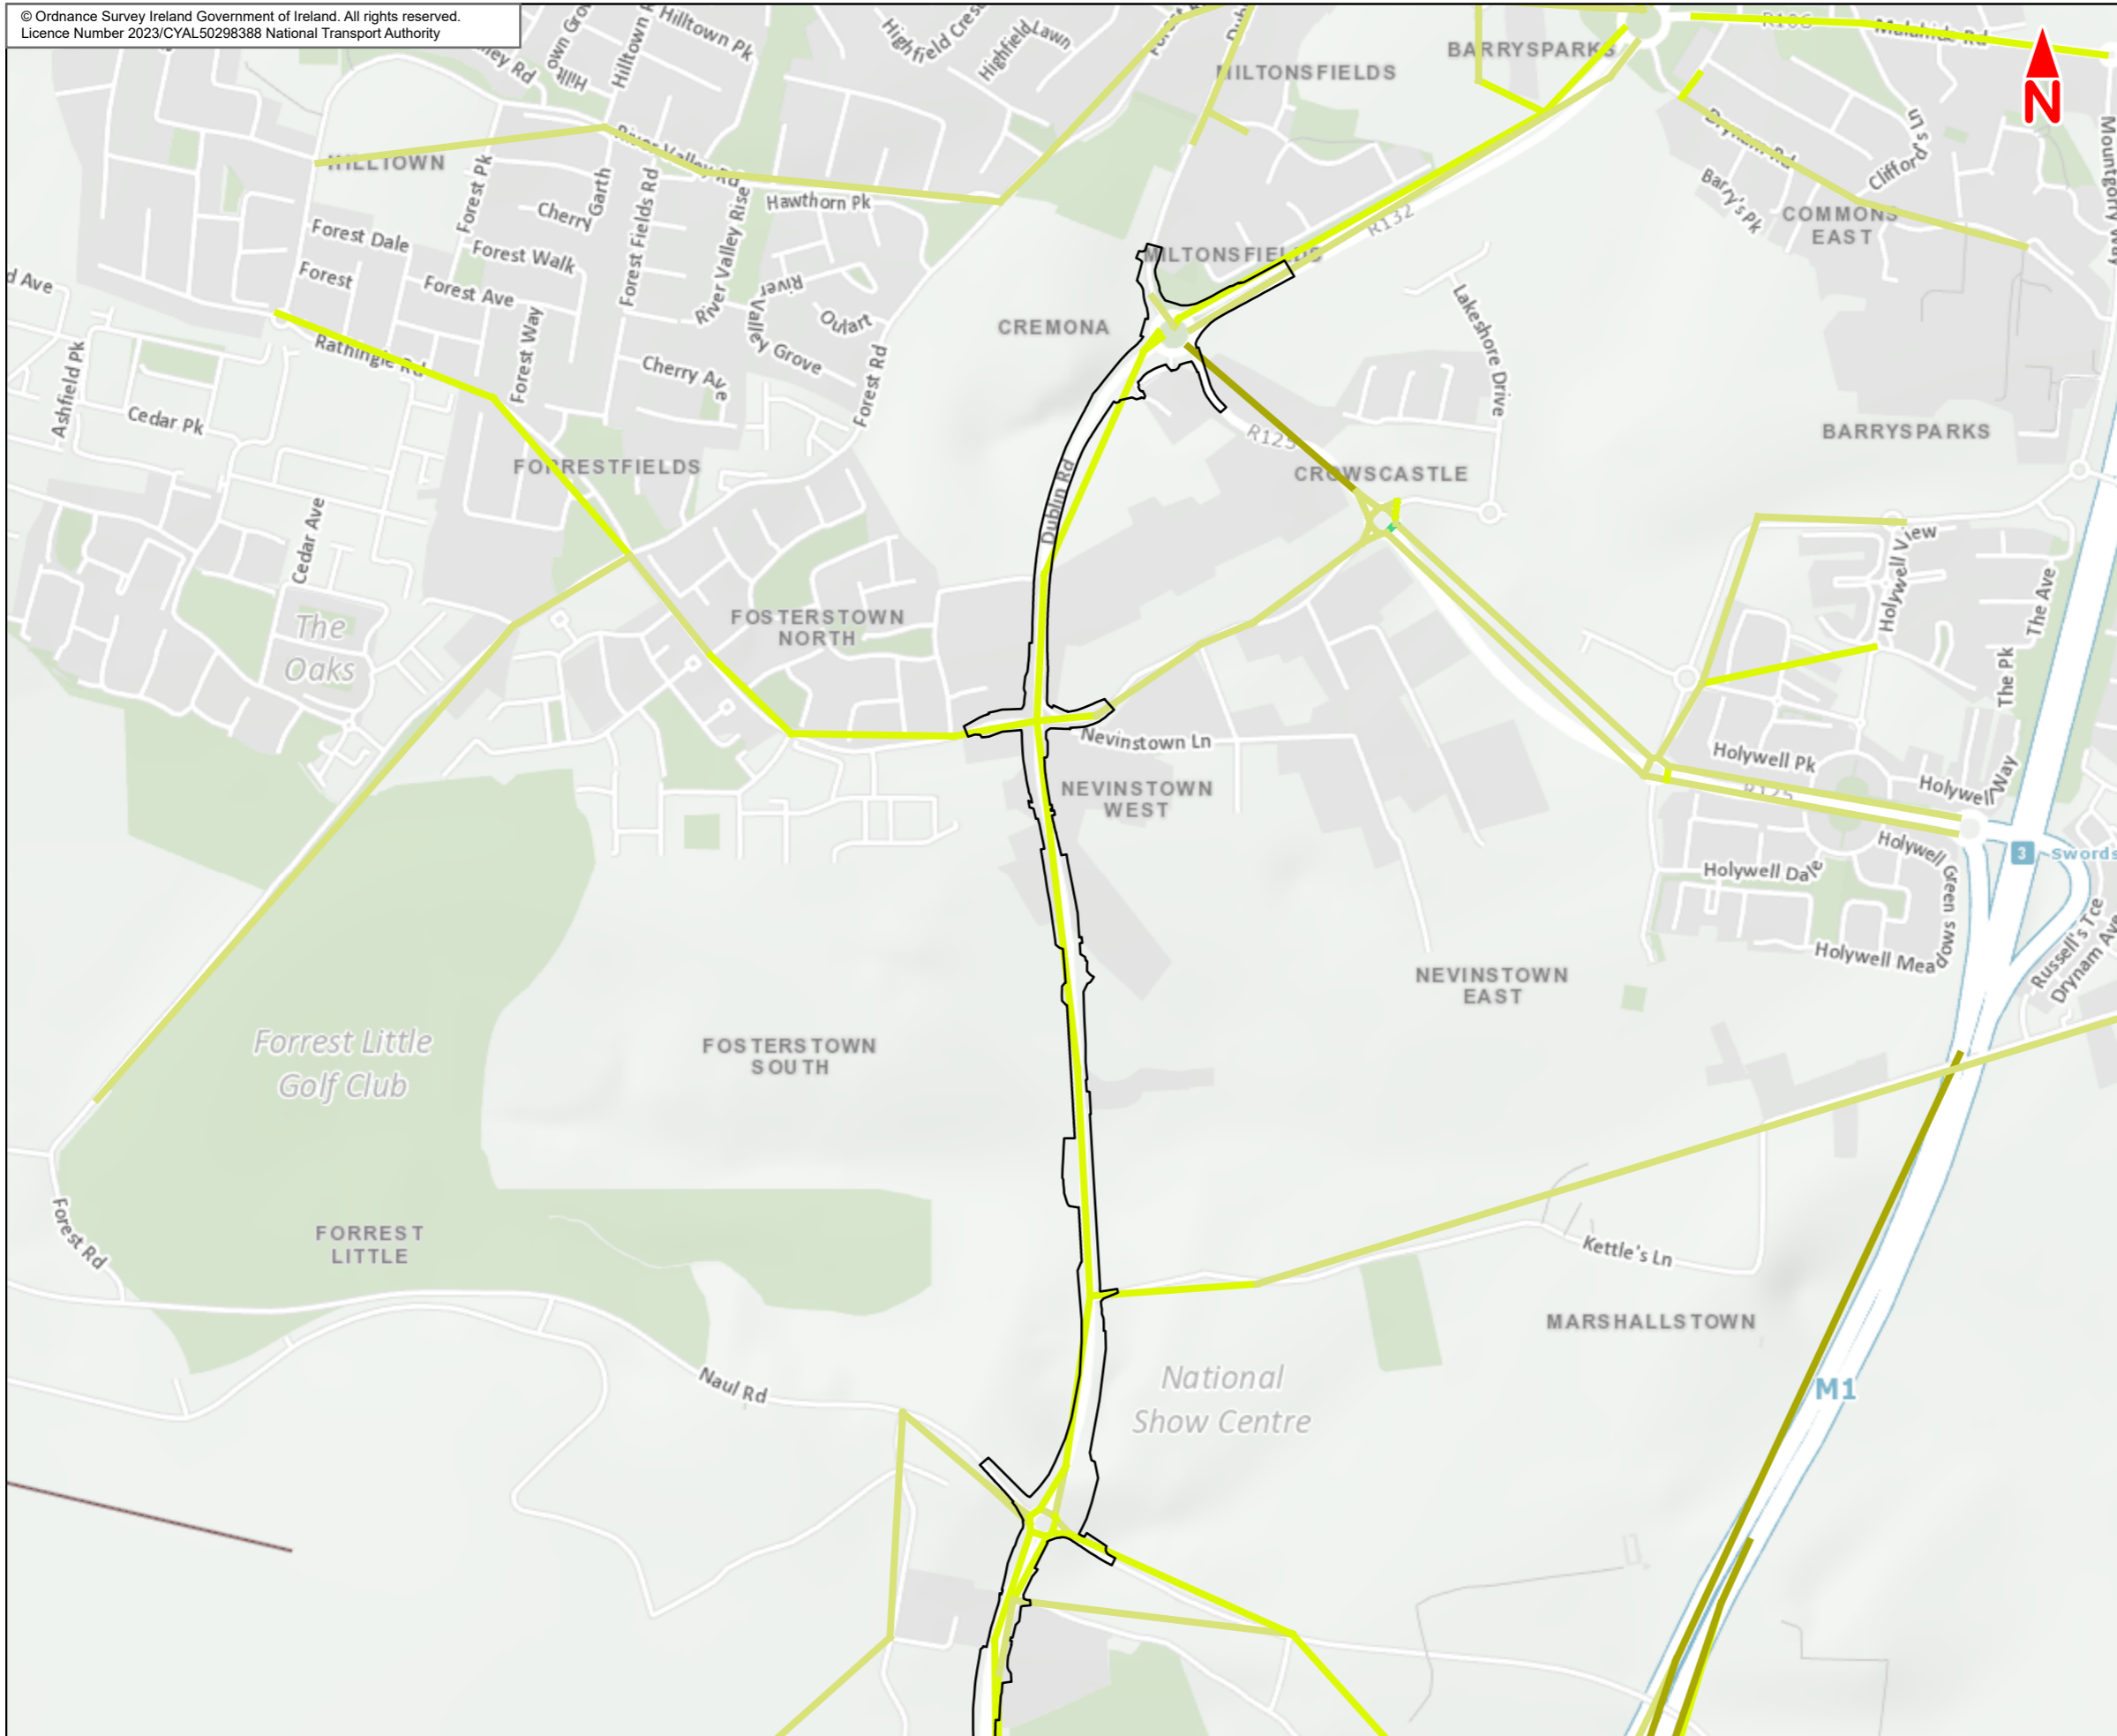 © Ordnance Survey Ireland Government of Ireland. All rights reserved.
Licence Number 2023/CYAL50298388 National Transport Authority
Hilltown Pk
Highfield
Lawn
BARRYSPARKS
Malahide Rd
N
MILTONSFIELDS
River Valley Rd
HILLTOWN
Forest Pk
Cherry
Garth
Forest Fields Rd
River Valley Rise
Hawthorn Pk
Drynam Rd
Barry's Pk
Clifford's Ln
COMMONS
EAST
R132
Forest Dale
Forest Walk
Forest
Forest Ave
MILTONSFIELDS
River Valley Grove
Oulart
CREMONA
Lakeshore Drive
d Ave
Ashfield Pk
Rathingle Rd
Forest Way
Cherry Ave
Forest Rd
Cedar Pk
R125
BARRYSPARKS
FORRESTFIELDS
CROWSCASTLE
Dublin Rd
Cedar Ave
Holywell View
The Ave
The
Oaks
FOSTERSTOWN
NORTH
The Pk
Nevinstown Ln
Holywell Pk
Holywell Way
R125
NEVINSTOWN
WEST
3
Swords
Holywell Dale
Holywell Green
Holywell Meadows
Russell's Tce
Drynam Ave
NEVINSTOWN
EAST
Forrest Little
Golf Club
FOSTERSTOWN
SOUTH
Forest Rd
FORREST
LITTLE
Kettle's Ln
MARSHALLSTOWN
Naul Rd
National
Show Centre
M1